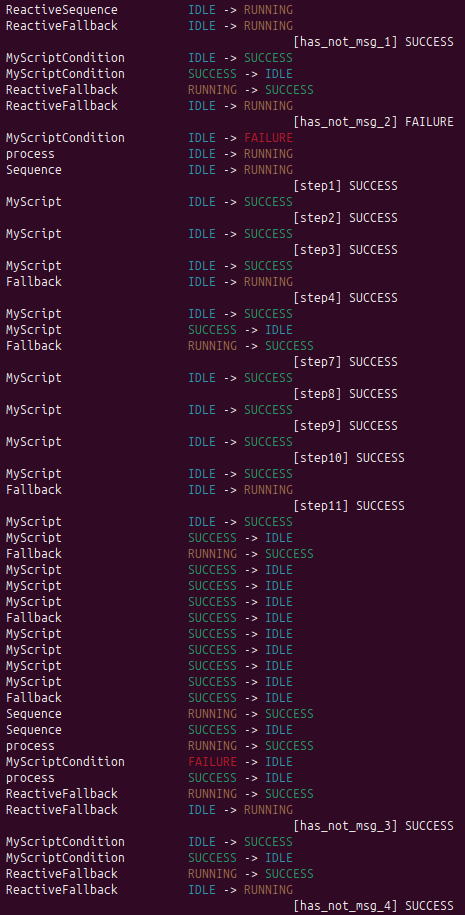 ReactiveSequence IDLE -> RUNNING
ReactiveFallback IDLE -> RUNNING
[has_not_msg_1] SUCCESS
MyScriptCondition IDLE -> SUCCESS
MyScriptCondition SUCCESS -> IDLE
ReactiveFallback RUNNING -> SUCCESS
ReactiveFallback IDLE -> RUNNING
[has_not_msg_2] FAILURE
MyScriptCondition IDLE -> FAILURE
process IDLE -> RUNNING
Sequence IDLE -> RUNNING
[step1] SUCCESS
MyScript IDLE -> SUCCESS
[step2] SUCCESS
MyScript IDLE -> SUCCESS
[step3] SUCCESS
MyScript IDLE -> SUCCESS
Fallback IDLE -> RUNNING
[step4] SUCCESS
MyScript IDLE -> SUCCESS
MyScript SUCCESS -> IDLE
Fallback RUNNING -> SUCCESS
[step7] SUCCESS
MyScript IDLE -> SUCCESS
[step8] SUCCESS
MyScript IDLE -> SUCCESS
[step9] SUCCESS
MyScript IDLE -> SUCCESS
[step10] SUCCESS
MyScript IDLE -> SUCCESS
Fallback IDLE -> RUNNING
[step11] SUCCESS
MyScript IDLE -> SUCCESS
MyScript SUCCESS -> IDLE
Fallback RUNNING -> SUCCESS
MyScript SUCCESS -> IDLE
MyScript SUCCESS -> IDLE
MyScript SUCCESS -> IDLE
Fallback SUCCESS -> IDLE
MyScript SUCCESS -> IDLE
MyScript SUCCESS -> IDLE
MyScript SUCCESS -> IDLE
MyScript SUCCESS -> IDLE
Fallback SUCCESS -> IDLE
Sequence RUNNING -> SUCCESS
Sequence SUCCESS -> IDLE
process RUNNING -> SUCCESS
MyScriptCondition FAILURE -> IDLE
process SUCCESS -> IDLE
ReactiveFallback RUNNING -> SUCCESS
ReactiveFallback IDLE -> RUNNING
[has_not_msg_3] SUCCESS
MyScriptCondition IDLE -> SUCCESS
MyScriptCondition SUCCESS -> IDLE
ReactiveFallback RUNNING -> SUCCESS
ReactiveFallback IDLE -> RUNNING
[has_not_msg_4] SUCCESS